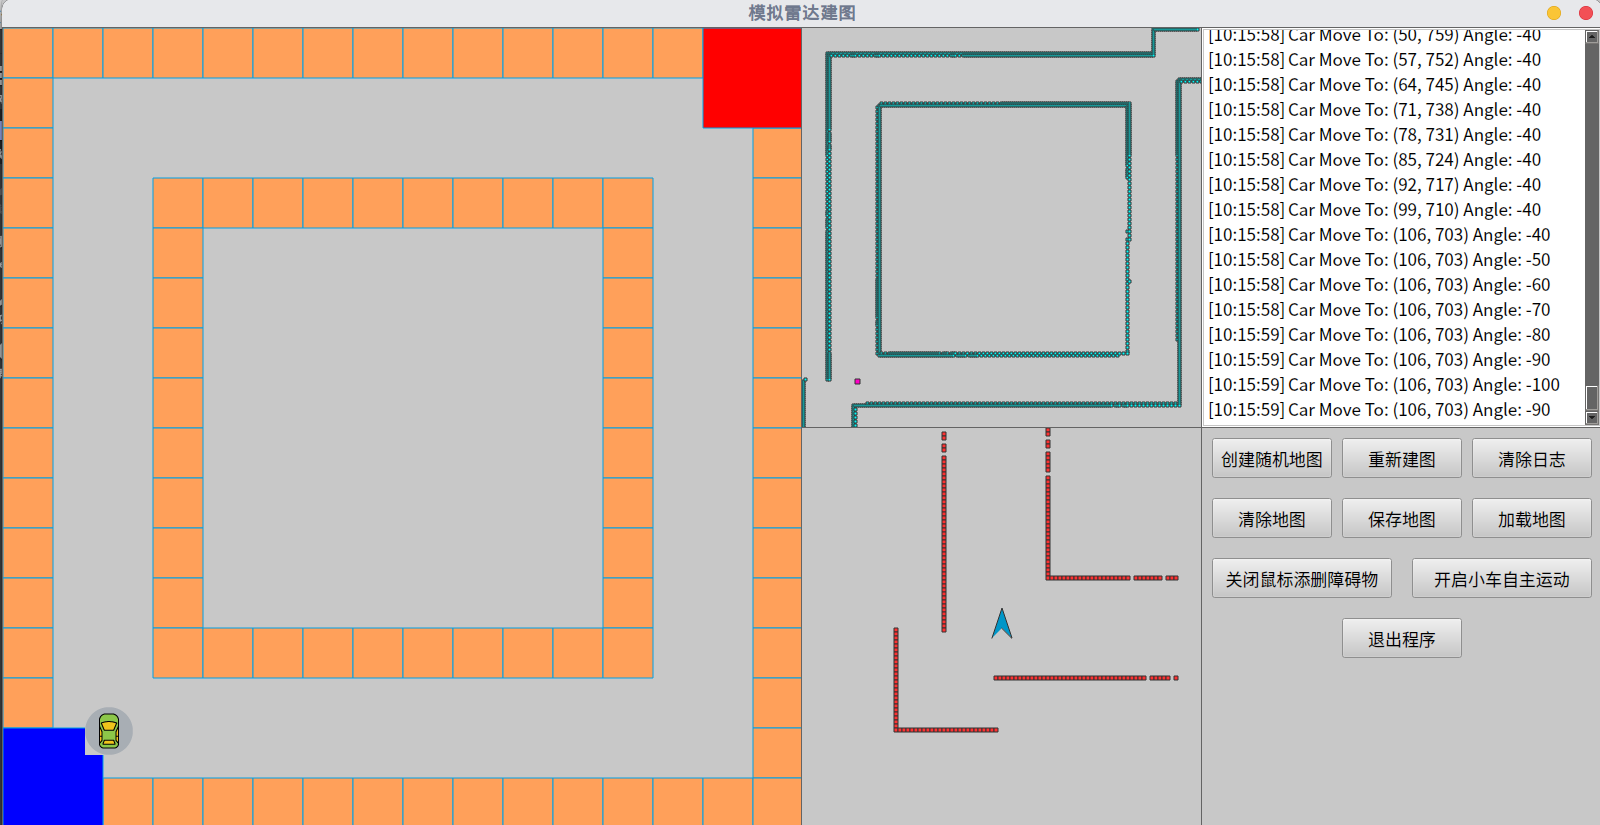 模拟雷达建图
[10:15:58] Car Move To: (50, 759) Angle: -40
[10:15:58] Car Move To: (57, 752) Angle: -40
[10:15:58] Car Move To: (64, 745) Angle: -40
[10:15:58] Car Move To: (71, 738) Angle: -40
[10:15:58] Car Move To: (78, 731) Angle: -40
[10:15:58] Car Move To: (85, 724) Angle: -40
[10:15:58] Car Move To: (92, 717) Angle: -40
[10:15:58] Car Move To: (99, 710) Angle: -40
[10:15:58] Car Move To: (106, 703) Angle: -40
[10:15:58] Car Move To: (106, 703) Angle: -50
[10:15:58] Car Move To: (106, 703) Angle: -60
[10:15:58] Car Move To: (106, 703) Angle: -70
[10:15:59] Car Move To: (106, 703) Angle: -80
[10:15:59] Car Move To: (106, 703) Angle: -90
[10:15:59] Car Move To: (106, 703) Angle: -100
[10:15:59] Car Move To: (106, 703) Angle: -90
创建随机地图
重新建图
清除日志
清除地图
保存地图
加载地图
关闭鼠标添删障碍物
开启小车自主运动
退出程序